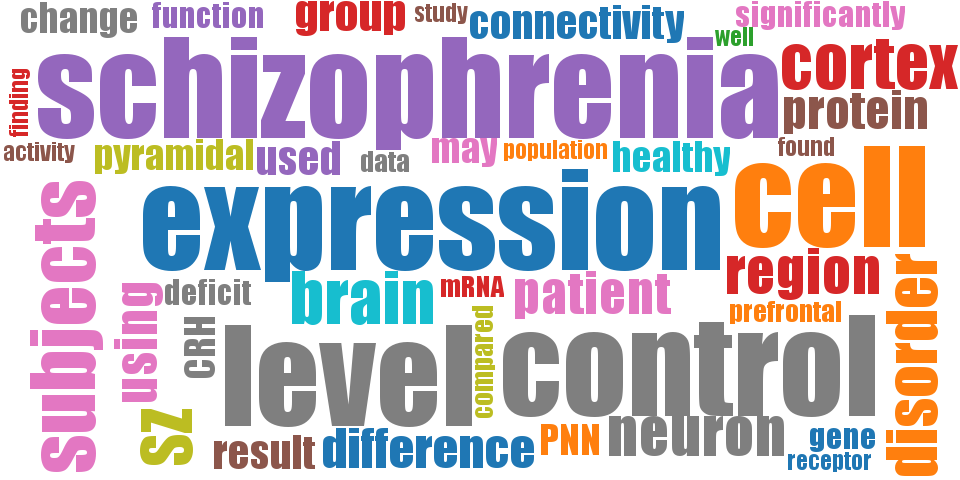 change
function
group
study
connectivity
significantly
well
schizophrenia
cortex
finding
protein
activity
pyramidal
used
data
may
population
healthy
found
expression
cell
subjects
region
disorder
using
deficit
brain
mRNA
patient
prefrontal
CRH
level
compared
control
SZ
result
difference
PNN
neuron
gene
receptor